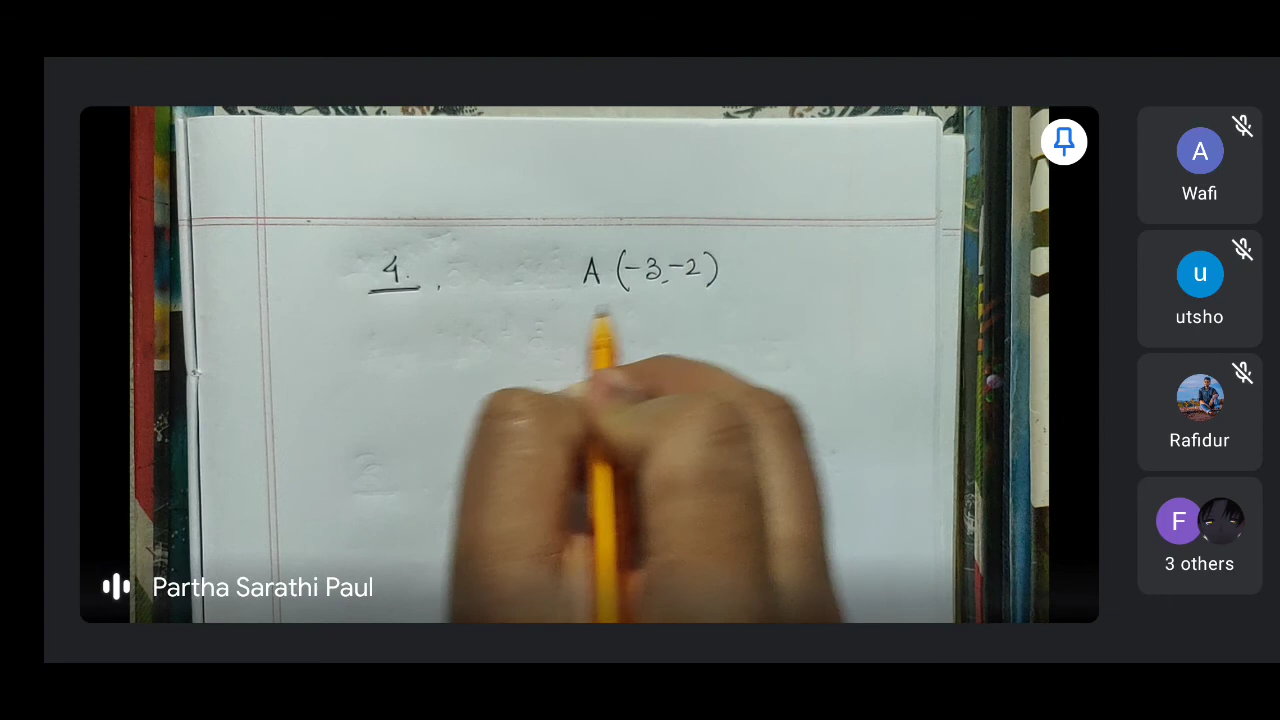 4. A (-3, -2)
Partha Sarathi Paul
A
Wafi
u
utsho
Rafidur
F
3 others